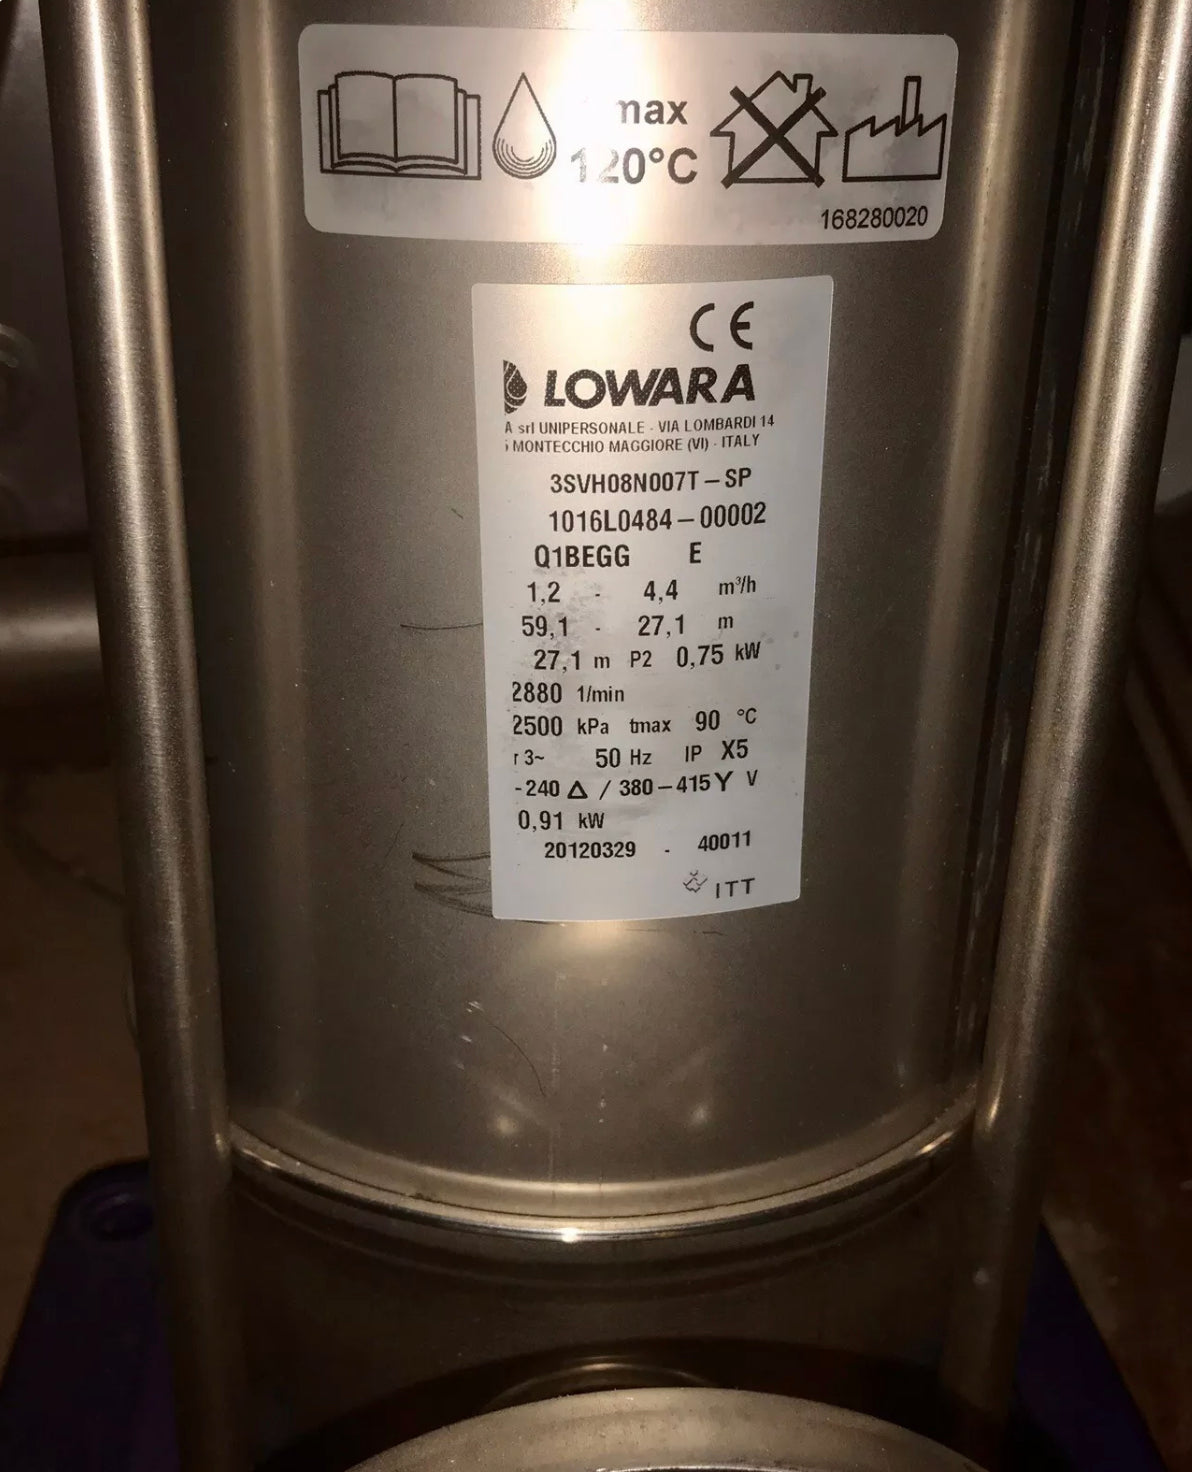 max
120°C
168280020
CE
LOWARA
A srl UNIPERSONALE - VIA LOMBARDI 14
MONTECCHIO MAGGIORE (VI) - ITALY
3SVH08N007T – SP
1016L0484 – 00002
Q1BEGG E
1,2 - 4,4 m³/h
59,1 - 27,1 m
27,1 m P2 0,75 kW
2880 1/min
2500 kPa tmax 90 °C
3~ 50 Hz IP X5
-240 Δ / 380–415 Y V
0,91 kW
20120329 - 40011
ITT